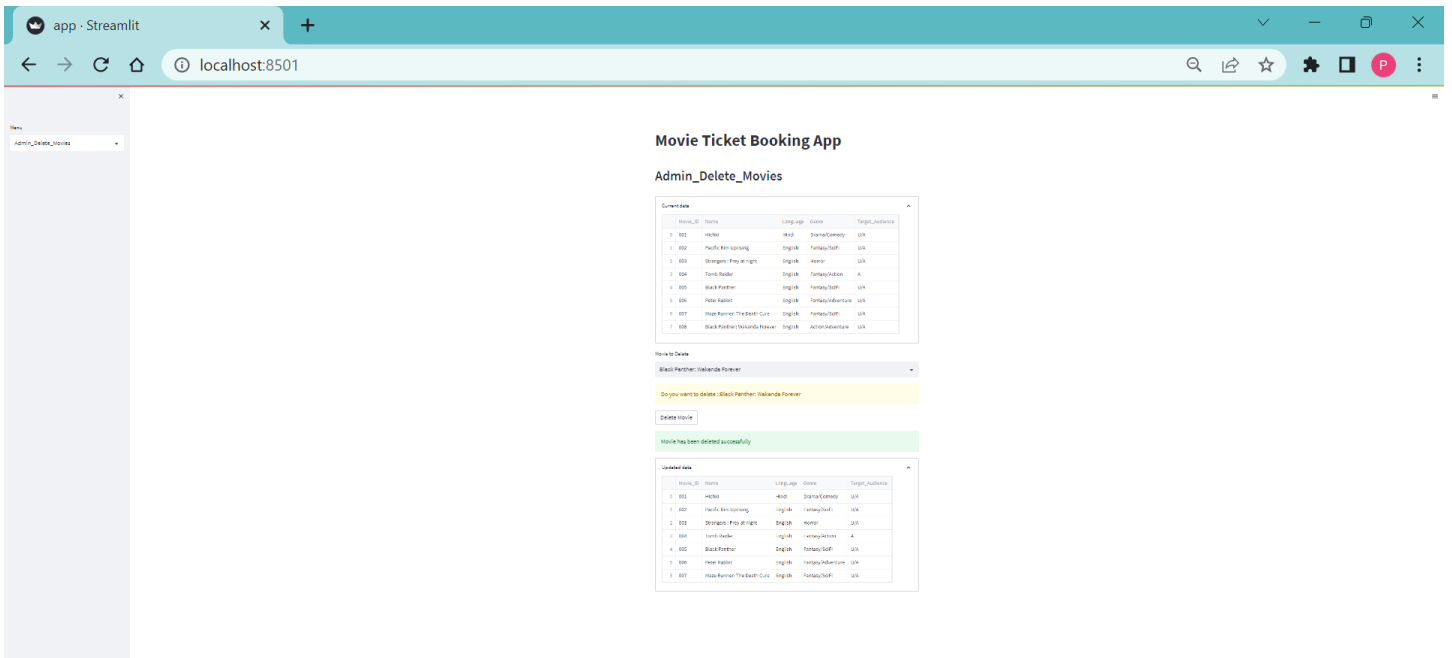 app · Streamlit
localhost:8501
P
Menu
Admin_Delete_Movies
Movie Ticket Booking App
Admin_Delete_Movies
Current data
Movie_ID Name Language Genre Target_Audience
0 001 Hichki Hindi Drama/Comedy U/A
1 002 Pacific Rim Uprising English Fantasy/SciFi U/A
2 003 Strangers : Prey at night English Horror U/A
3 004 Tomb Raider English Fantasy/Action A
4 005 Black Panther English Fantasy/SciFi U/A
5 006 Peter Rabbit English Fantasy/Adventure U/A
6 007 Maze Runner: The Death Cure English Fantasy/SciFi U/A
7 008 Black Panther: Wakanda Forever English Action/Adventure U/A
Movie to Delete
Black Panther: Wakanda Forever
Do you want to delete : Black Panther: Wakanda Forever
Delete Movie
Movie has been deleted successfully
Updated data
Movie_ID Name Language Genre Target_Audience
0 001 Hichki Hindi Drama/Comedy U/A
1 002 Pacific Rim Uprising English Fantasy/SciFi U/A
2 003 Strangers : Prey at night English Horror U/A
3 004 Tomb Raider English Fantasy/Action A
4 005 Black Panther English Fantasy/SciFi U/A
5 006 Peter Rabbit English Fantasy/Adventure U/A
6 007 Maze Runner: The Death Cure English Fantasy/SciFi U/A